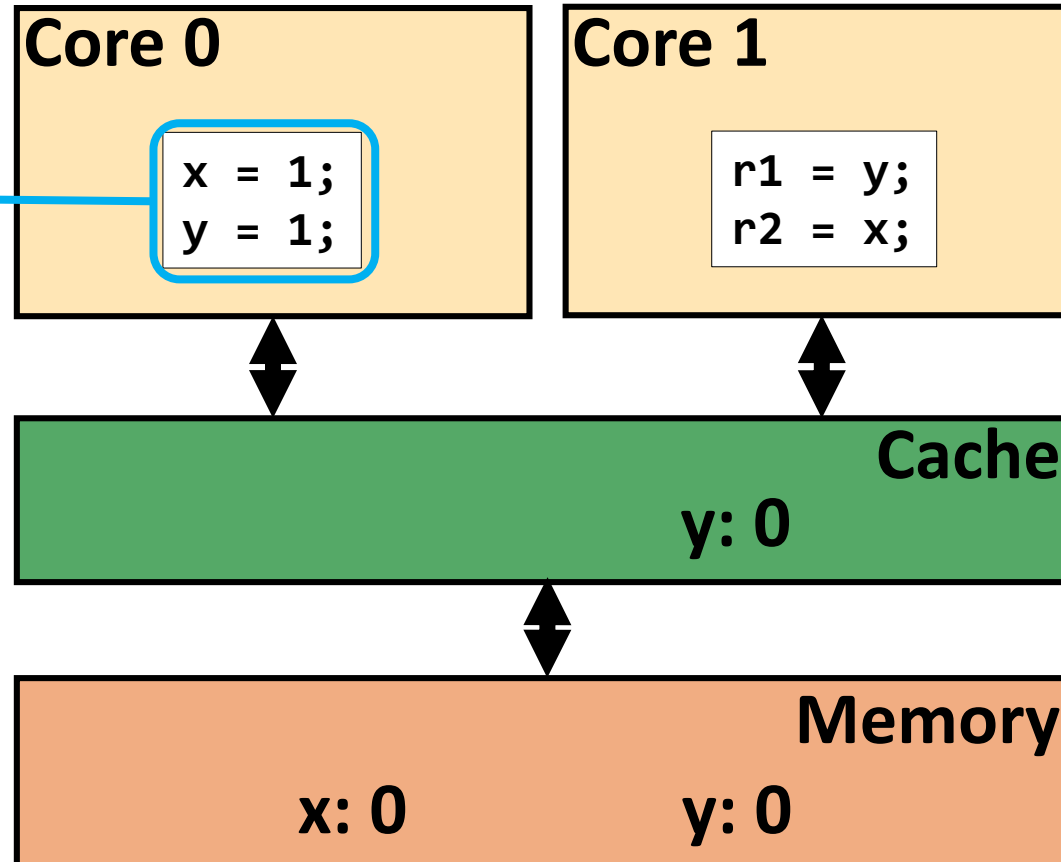 Core 0
x = 1;
y = 1;
Core 1
r1 = y;
r2 = x;
Cache
y: 0
Memory
x: 0 y: 0